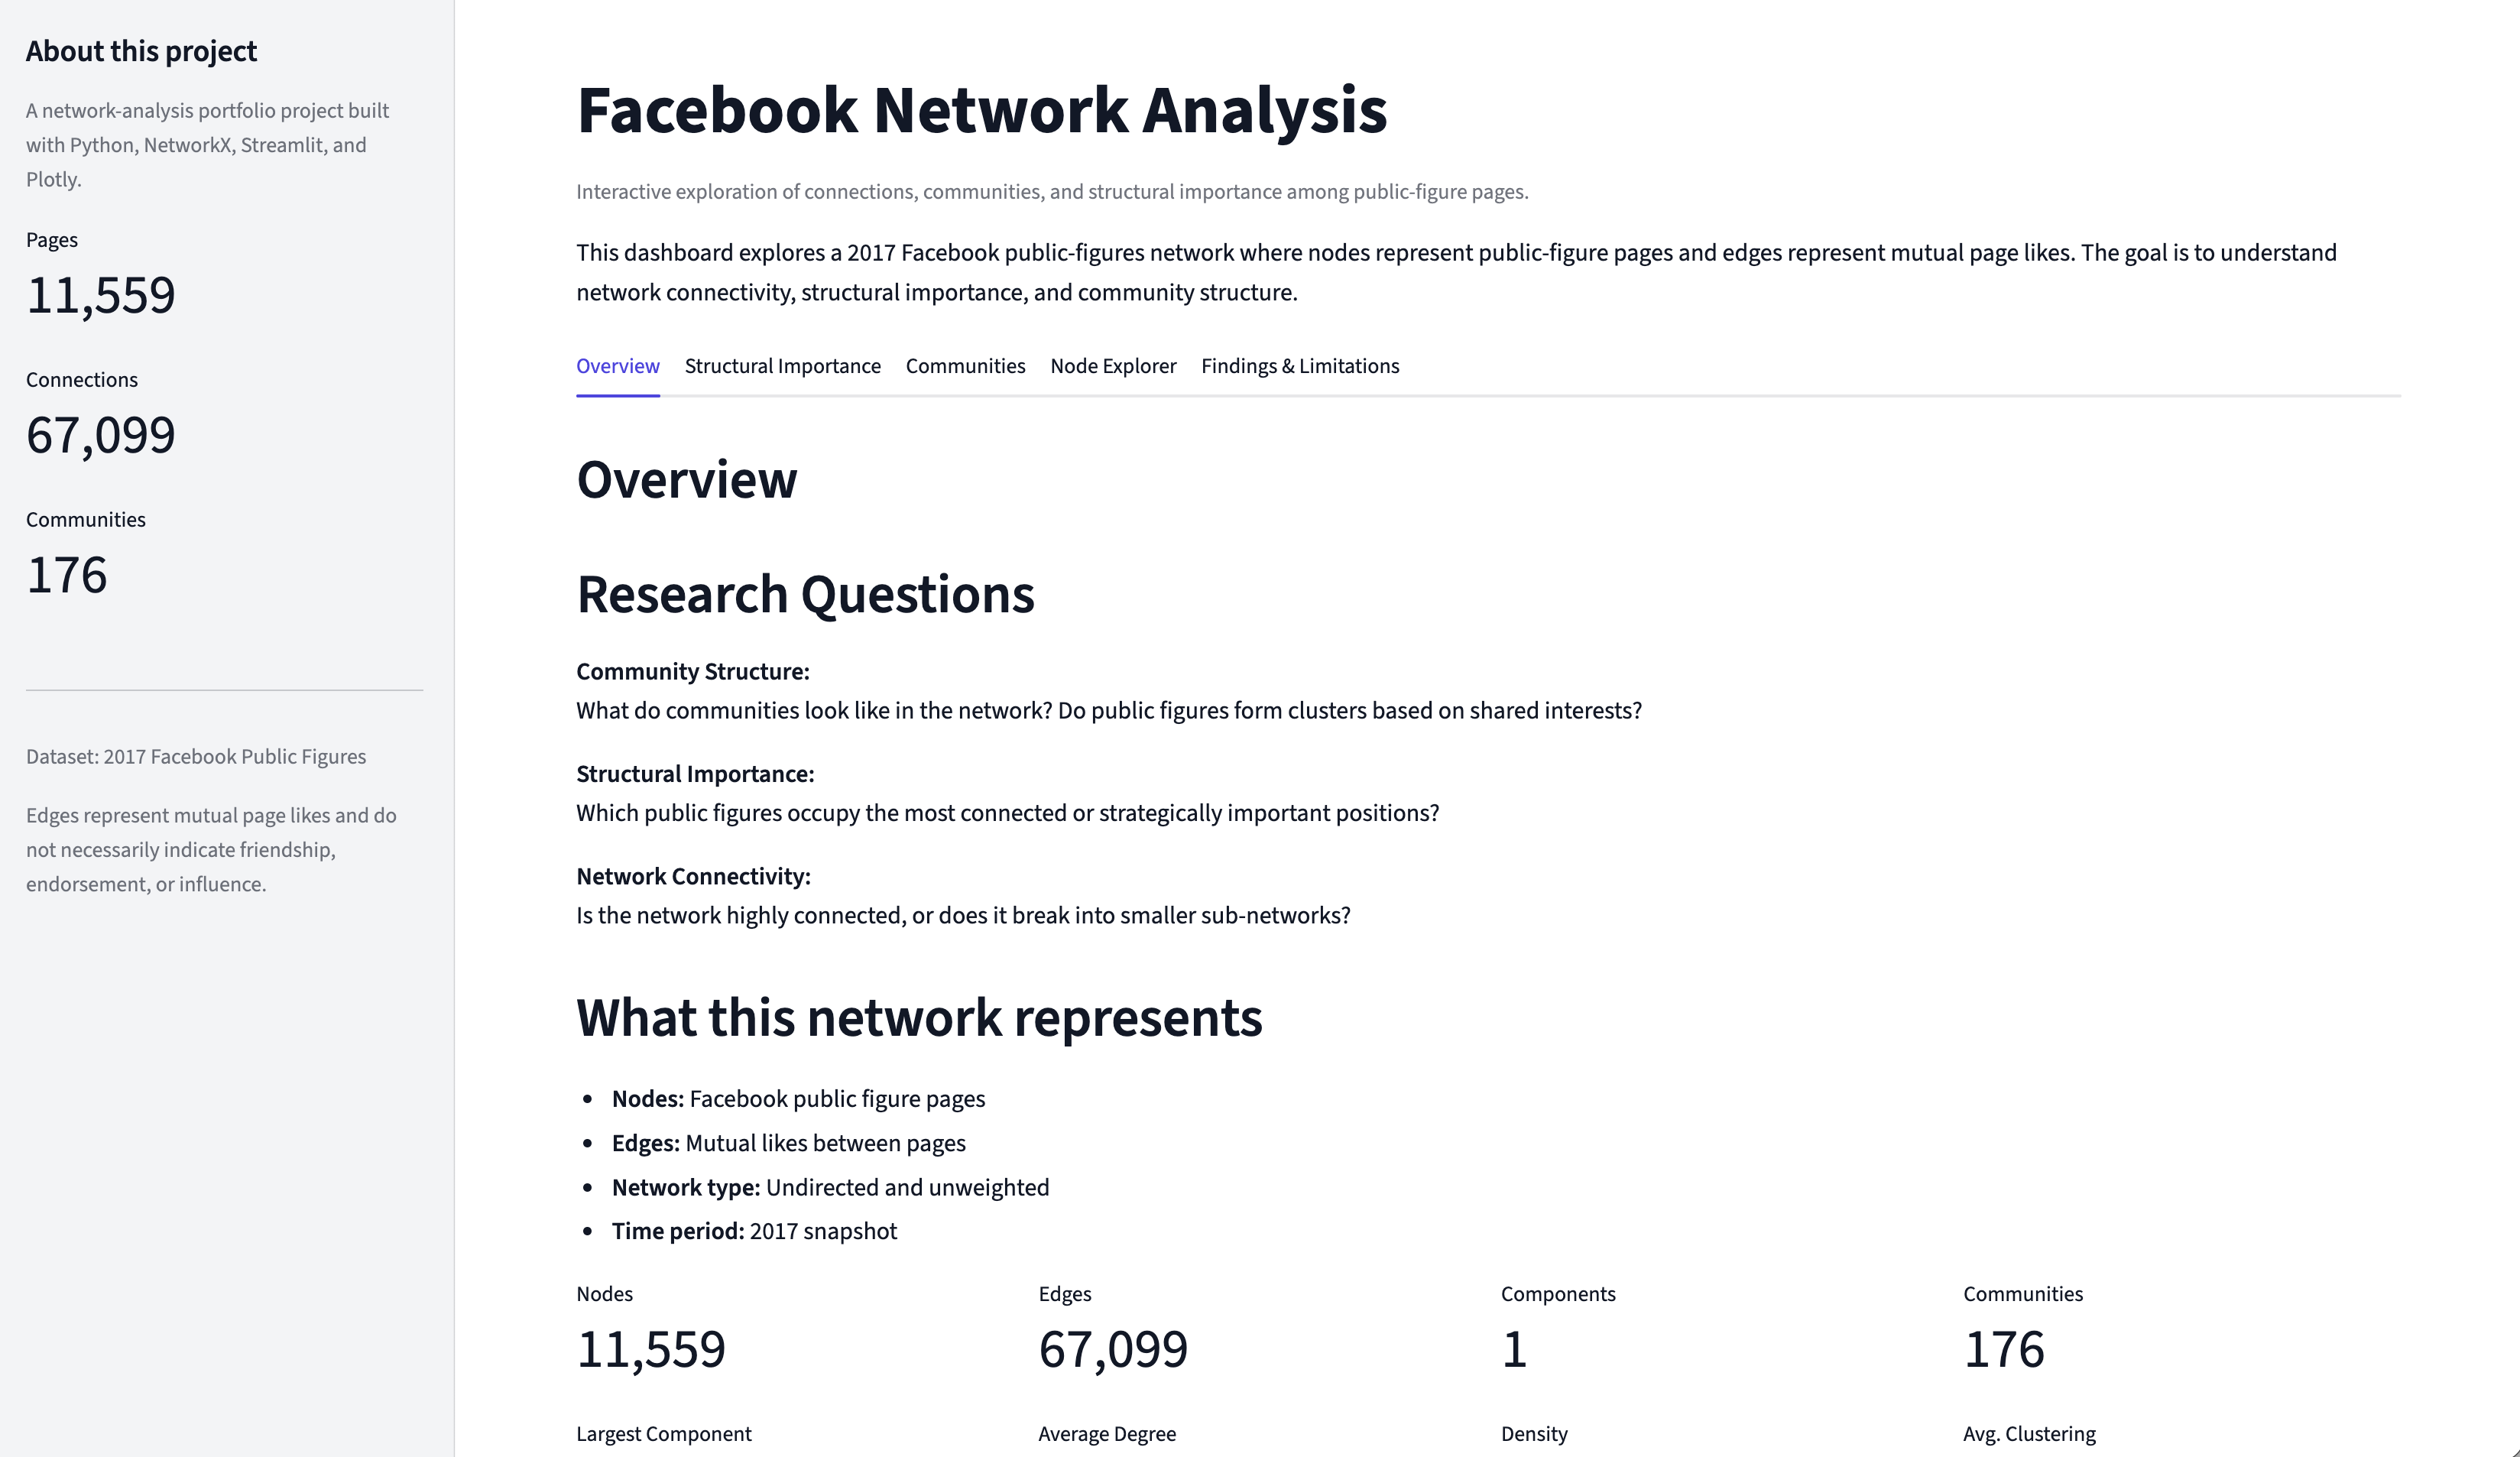 About this project
A network-analysis portfolio project built
with Python, NetworkX, Streamlit, and
Plotly.
Pages
11,559
Connections
67,099
Communities
176
Dataset: 2017 Facebook Public Figures
Edges represent mutual page likes and do
not necessarily indicate friendship,
endorsement, or influence.
Facebook Network Analysis
Interactive exploration of connections, communities, and structural importance among public-figure pages.
This dashboard explores a 2017 Facebook public-figures network where nodes represent public-figure pages and edges represent mutual page likes. The goal is to understand
network connectivity, structural importance, and community structure.
Overview Structural Importance Communities Node Explorer Findings & Limitations
Overview
Research Questions
Community Structure:
What do communities look like in the network? Do public figures form clusters based on shared interests?
Structural Importance:
Which public figures occupy the most connected or strategically important positions?
Network Connectivity:
Is the network highly connected, or does it break into smaller sub-networks?
What this network represents
• Nodes: Facebook public figure pages
• Edges: Mutual likes between pages
• Network type: Undirected and unweighted
• Time period: 2017 snapshot
Nodes Edges Components Communities
11,559 67,099 1 176
Largest Component Average Degree Density Avg. Clustering